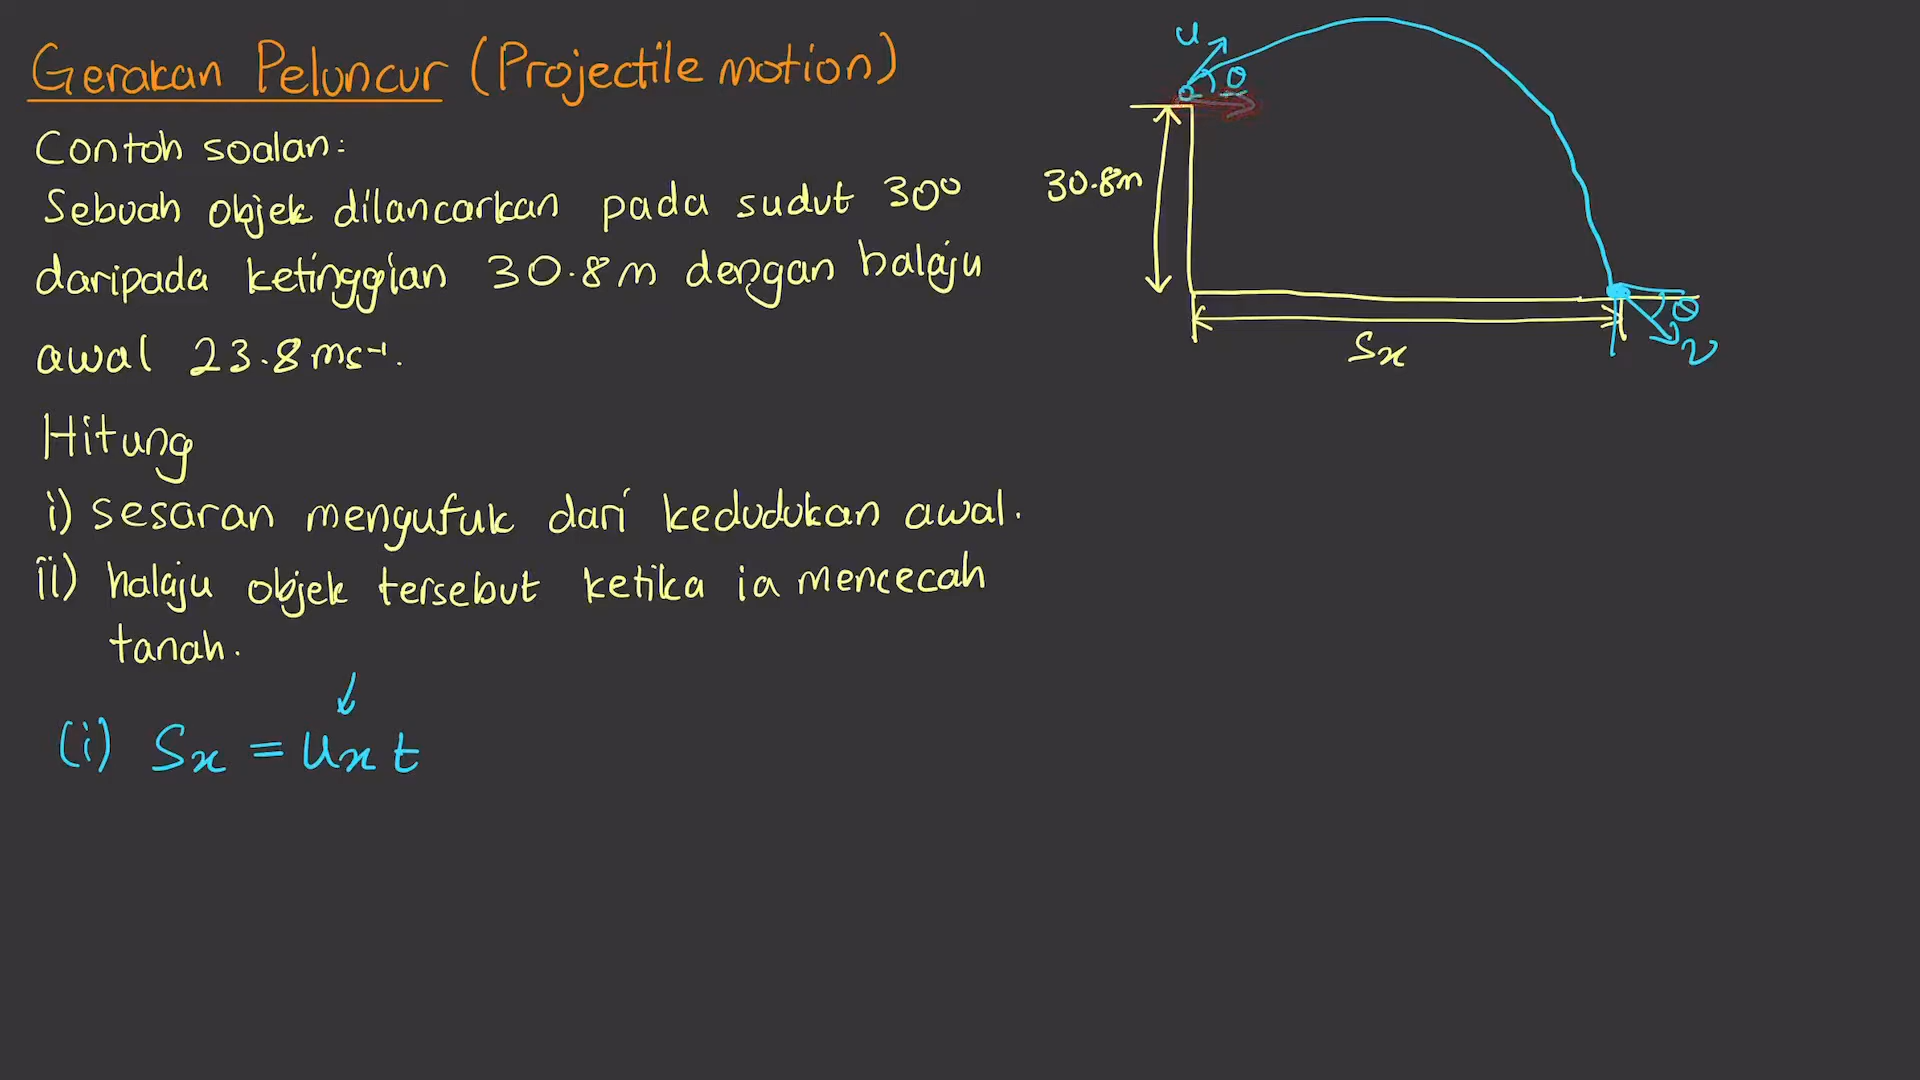 Gerakan Peluncur (Projectile motion)
Contoh soalan:
Sebuah objek dilancarkan pada sudut 30°
daripada ketinggian 30.8m dengan halaju
awal 23.8 ms⁻¹.
Hitung
i) sesaran mengufuk dari kedudukan awal.
ii) halaju objek tersebut ketika ia mencecah
tanah.
(i) Sx = Ux t
u
θ
30.8m
Sx
θ
v